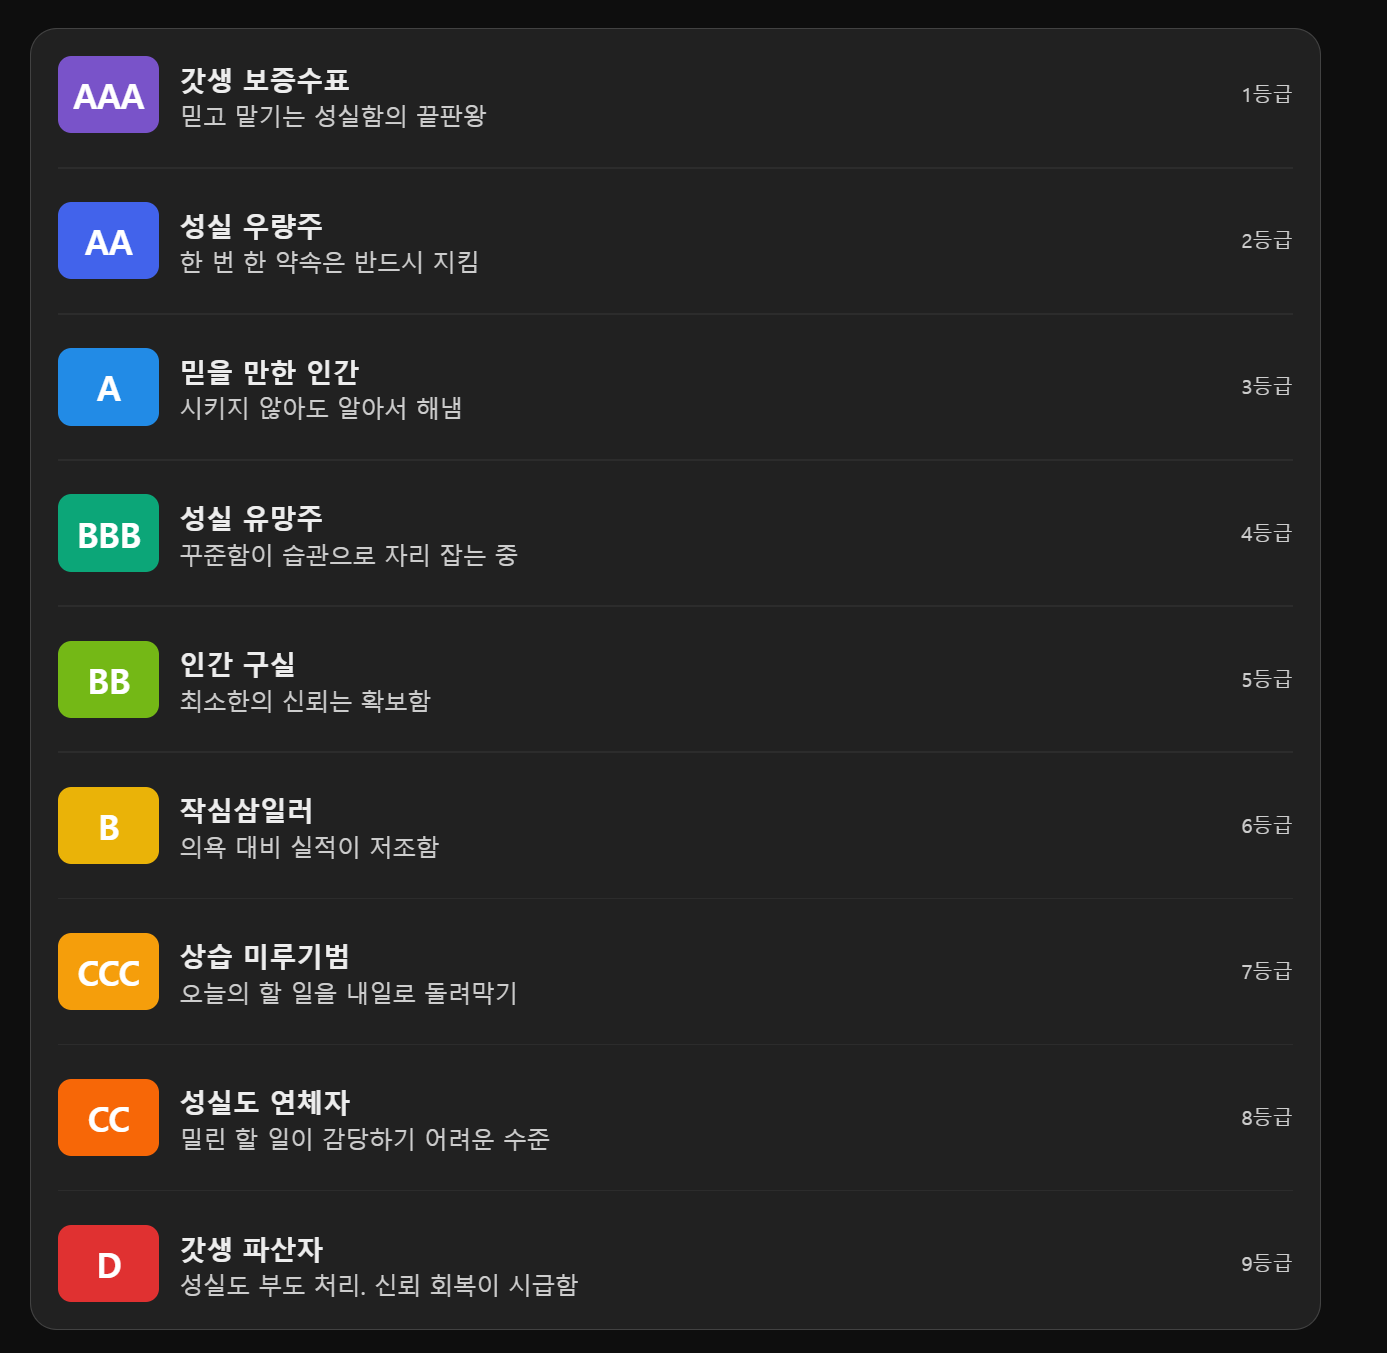 AAA
갓생 보증수표
믿고 맡기는 성실함의 끝판왕
1등급
AA
성실 우량주
한 번 한 약속은 반드시 지킴
2등급
A
믿을 만한 인간
시키지 않아도 알아서 해냄
3등급
BBB
성실 유망주
꾸준함이 습관으로 자리 잡는 중
4등급
BB
인간 구실
최소한의 신뢰는 확보함
5등급
B
작심삼일러
의욕 대비 실적이 저조함
6등급
CCC
상습 미루기범
오늘의 할 일을 내일로 돌려막기
7등급
CC
성실도 연체자
밀린 할 일이 감당하기 어려운 수준
8등급
D
갓생 파산자
성실도 부도 처리. 신뢰 회복이 시급함
9등급